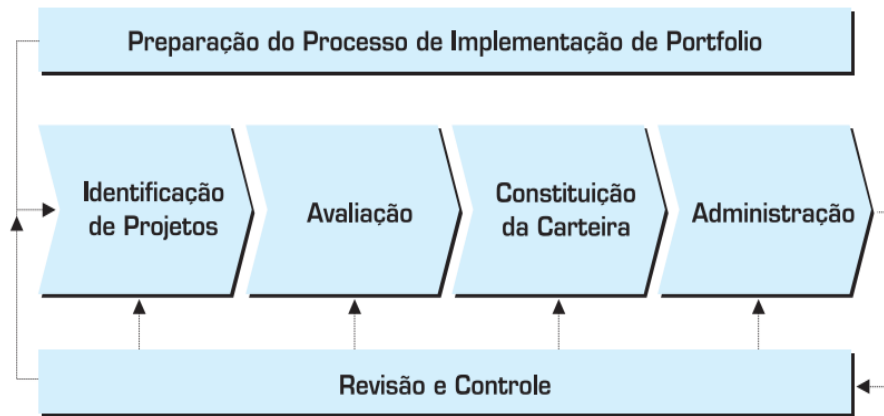 Preparação do Processo de Implementação de Portfolio
Identificação
de Projetos
Avaliação
Constituição
da Carteira
Administração
Revisão e Controle